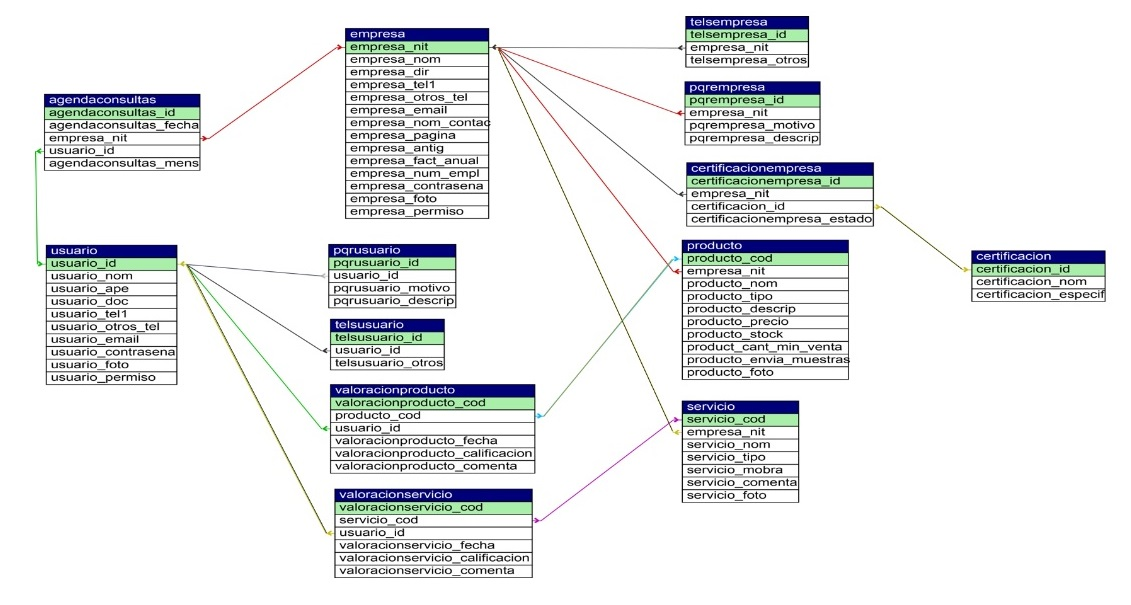 empresa
empresa_nit
empresa_nom
empresa_dir
empresa_tel1
empresa_otros_tel
empresa_email
empresa_nom_contac
empresa_pagina
empresa_antig
empresa_fact_anual
empresa_num_empl
empresa_contrasena
empresa_foto
empresa_permiso
telsempresa
telsempresa_id
empresa_nit
telsempresa_otros
pqrempresa
pqrempresa_id
empresa_nit
pqrempresa_motivo
pqrempresa_descrip
agendaconsultas
agendaconsultas_id
agendaconsultas_fecha
empresa_nit
usuario_id
agendaconsultas_mens
certificacionempresa
certificacionempresa_id
empresa_nit
certificacion_id
certificacionempresa_estado
usuario
usuario_id
usuario_nom
usuario_ape
usuario_doc
usuario_tel1
usuario_otros_tel
usuario_email
usuario_contrasena
usuario_foto
usuario_permiso
pqrusuario
pqrusuario_id
usuario_id
pqrusuario_motivo
pqrusuario_descrip
producto
producto_cod
empresa_nit
producto_nom
producto_tipo
producto_descrip
producto_precio
producto_stock
product_cant_min_venta
producto_envia_muestras
producto_foto
certificacion
certificacion_id
certificacion_nom
certificacion_especif
telsusuario
telsusuario_id
usuario_id
telsusuario_otros
valoracionproducto
valoracionproducto_cod
producto_cod
usuario_id
valoracionproducto_fecha
valoracionproducto_calificacion
valoracionproducto_comenta
servicio
servicio_cod
empresa_nit
servicio_nom
servicio_tipo
servicio_mobra
servicio_comenta
servicio_foto
valoracionservicio
valoracionservicio_cod
servicio_cod
usuario_id
valoracionservicio_fecha
valoracionservicio_calificacion
valoracionservicio_comenta